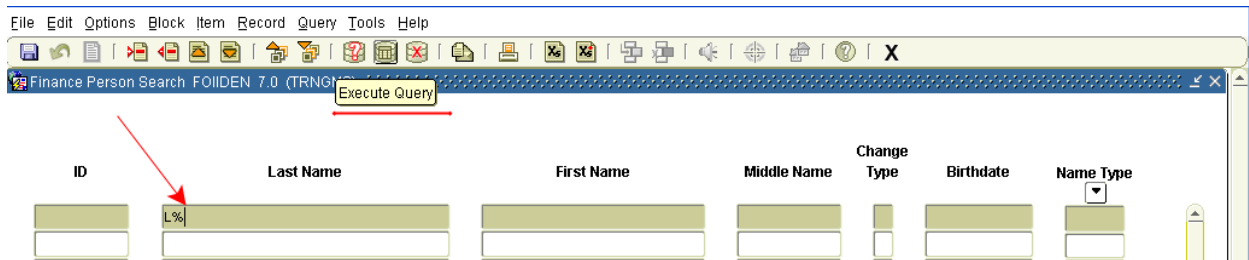 File Edit Options Block Item Record Query Tools Help
Finance Person Search FOIIDEN 7.0
Execute Query
ID Last Name First Name Middle Name Change Type Birthdate Name Type
L%